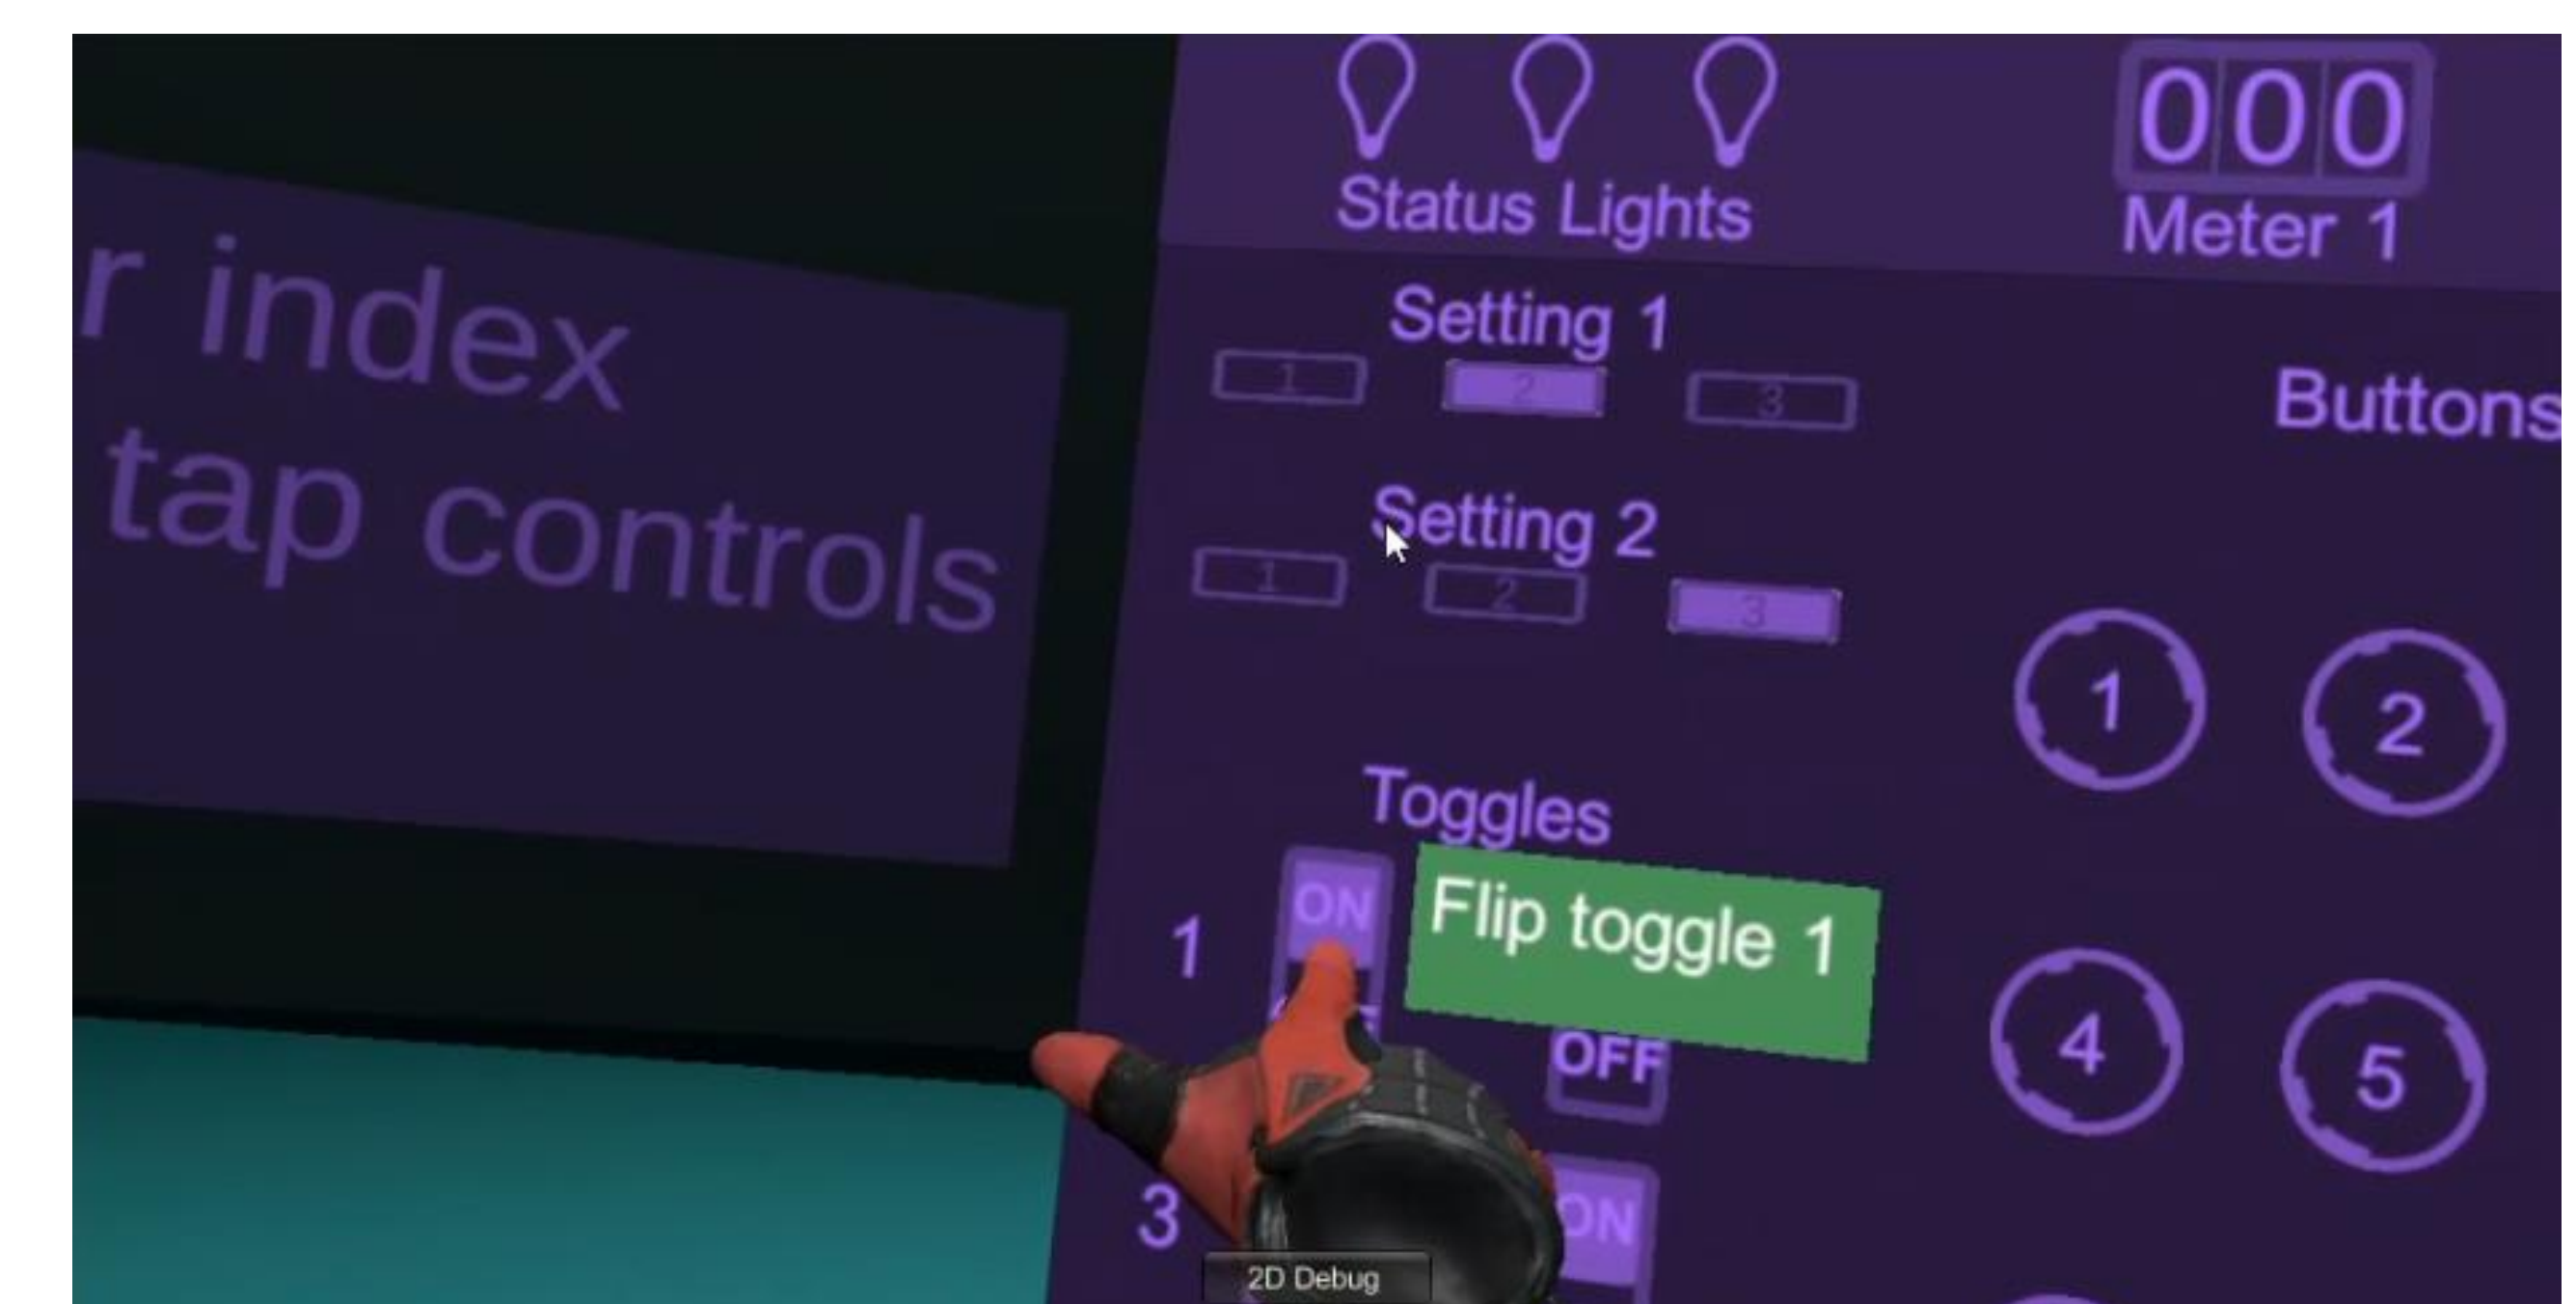 r index
tap controls
Status Lights
000
Meter 1
Setting 1
1 2 3
Buttons
Setting 2
1 2 3
1 2
Toggles
1
ON
Flip toggle 1
OFF
4 5
3
ON
2D Debug